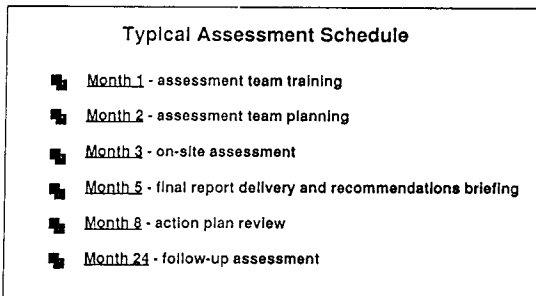 Typical Assessment Schedule
Month 1 - assessment team training
Month 2 - assessment team planning
Month 3 - on-site assessment
Month 5 - final report delivery and recommendations briefing
Month 8 - action plan review
Month 24 - follow-up assessment